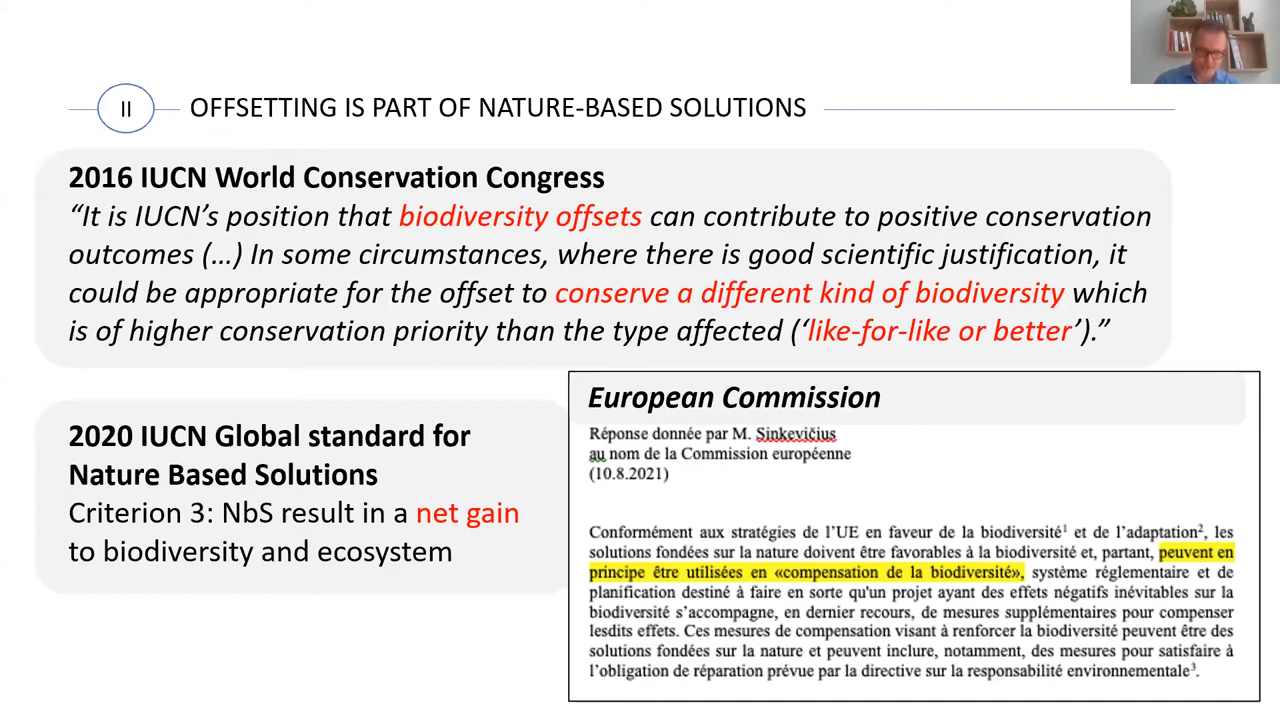 II
OFFSETTING IS PART OF NATURE-BASED SOLUTIONS
2016 IUCN World Conservation Congress
“It is IUCN’s position that biodiversity offsets can contribute to positive conservation
outcomes (…) In some circumstances, where there is good scientific justification, it
could be appropriate for the offset to conserve a different kind of biodiversity which
is of higher conservation priority than the type affected (‘like-for-like or better’).”
2020 IUCN Global standard for
Nature Based Solutions
Criterion 3: NbS result in a net gain
to biodiversity and ecosystem
European Commission
Réponse donnée par M. Sinkevičius
au nom de la Commission européenne
(10.8.2021)
Conformément aux stratégies de l’UE en faveur de la biodiversité¹ et de l’adaptation², les
solutions fondées sur la nature doivent être favorables à la biodiversité et, partant, peuvent en
principe être utilisées en «compensation de la biodiversité», système réglementaire et de
planification destiné à faire en sorte qu'un projet ayant des effets négatifs inévitables sur la
biodiversité s’accompagne, en dernier recours, de mesures supplémentaires pour compenser
lesdits effets. Ces mesures de compensation visant à renforcer la biodiversité peuvent être des
solutions fondées sur la nature et peuvent inclure, notamment, des mesures pour satisfaire à
l’obligation de réparation prévue par la directive sur la responsabilité environnementale³.